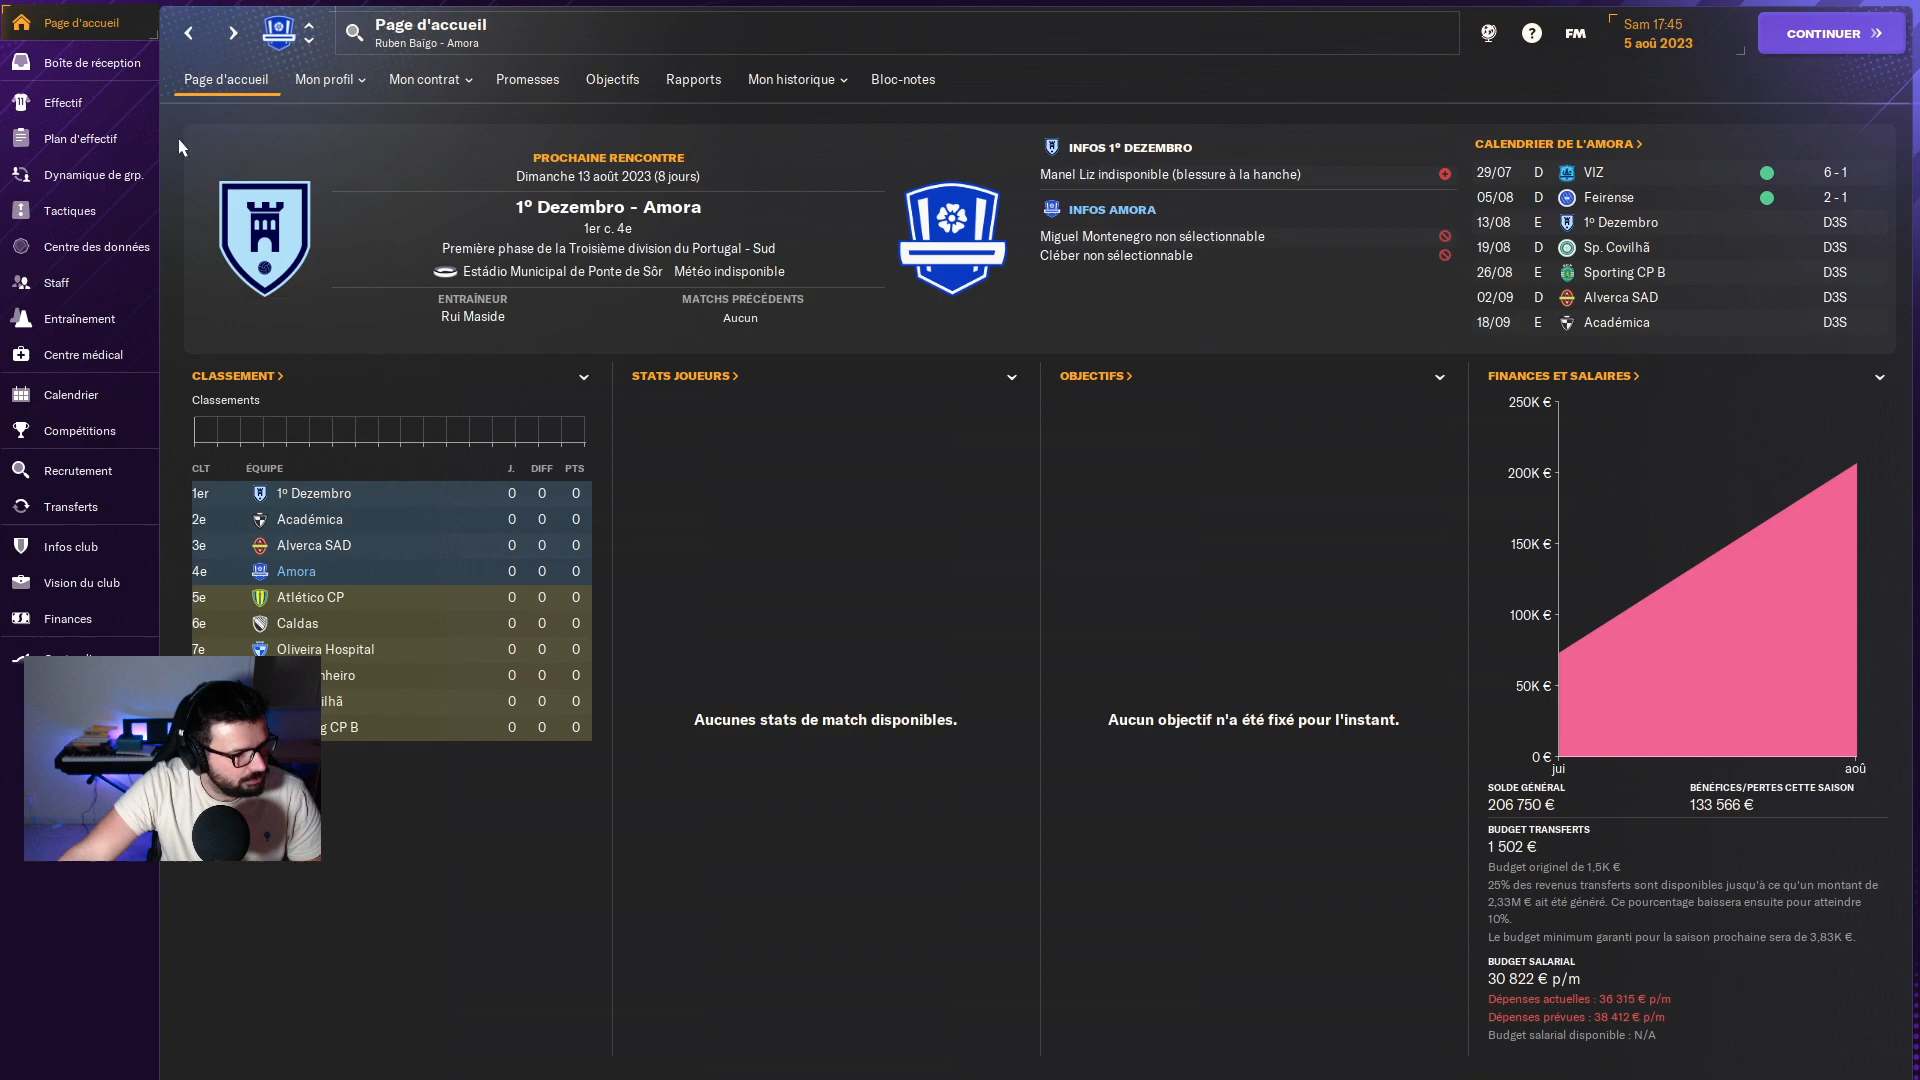 Page d'accueil
Boîte de réception
Effectif
Plan d'effectif
Dynamique de grp.
Tactiques
Centre des données
Staff
Entraînement
Centre médical
Calendrier
Compétitions
Recrutement
Transferts
Infos club
Vision du club
Finances
Page d'accueil
Ruben Baïgo - Amora
FM
Sam 17:45
5 aoû 2023
CONTINUER
Page d'accueil Mon profil Mon contrat Promesses Objectifs Rapports Mon historique Bloc-notes
PROCHAINE RENCONTRE
Dimanche 13 août 2023 (8 jours)
1º Dezembro - Amora
1er c. 4e
Première phase de la Troisième division du Portugal - Sud
Estádio Municipal de Ponte de Sôr Météo indisponible
ENTRAÎNEUR MATCHS PRÉCÉDENTS
Rui Maside Aucun
INFOS 1º DEZEMBRO
Manel Liz indisponible (blessure à la hanche)
INFOS AMORA
Miguel Montenegro non sélectionnable
Cléber non sélectionnable
CALENDRIER DE L'AMORA
29/07 D VIZ 6 - 1
05/08 D Feirense 2 - 1
13/08 E 1º Dezembro D3S
19/08 D Sp. Covilhã D3S
26/08 E Sporting CP B D3S
02/09 D Alverca SAD D3S
18/09 E Académica D3S
CLASSEMENT
Classements
CLT ÉQUIPE J. DIFF PTS
1er 1º Dezembro 0 0 0
2e Académica 0 0 0
3e Alverca SAD 0 0 0
4e Amora 0 0 0
5e Atlético CP 0 0 0
6e Caldas 0 0 0
7e Oliveira Hospital 0 0 0
nheiro 0 0 0
ilhã 0 0 0
g CP B 0 0 0
STATS JOUEURS
Aucunes stats de match disponibles.
OBJECTIFS
Aucun objectif n'a été fixé pour l'instant.
FINANCES ET SALAIRES
250K €
200K €
150K €
100K €
50K €
0 €
jui aoû
SOLDE GÉNÉRAL BÉNÉFICES/PERTES CETTE SAISON
206 750 € 133 566 €
BUDGET TRANSFERTS
1 502 €
Budget originel de 1,5K €
25% des revenus transferts sont disponibles jusqu'à ce qu'un montant de
2,33M € ait été généré. Ce pourcentage baissera ensuite pour atteindre
10%.
Le budget minimum garanti pour la saison prochaine sera de 3,83K €.
BUDGET SALARIAL
30 822 € p/m
Dépenses actuelles : 36 315 € p/m
Dépenses prévues : 38 412 € p/m
Budget salarial disponible : N/A